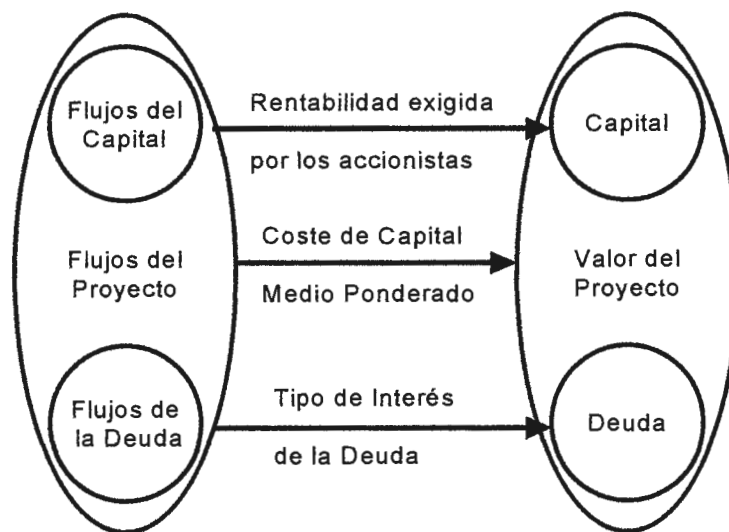 Flujos del
Capital
Rentabilidad exigida
por los accionistas
Capital
Flujos del
Proyecto
Coste de Capital
Medio Ponderado
Valor del
Proyecto
Flujos de
la Deuda
Tipo de Interés
de la Deuda
Deuda